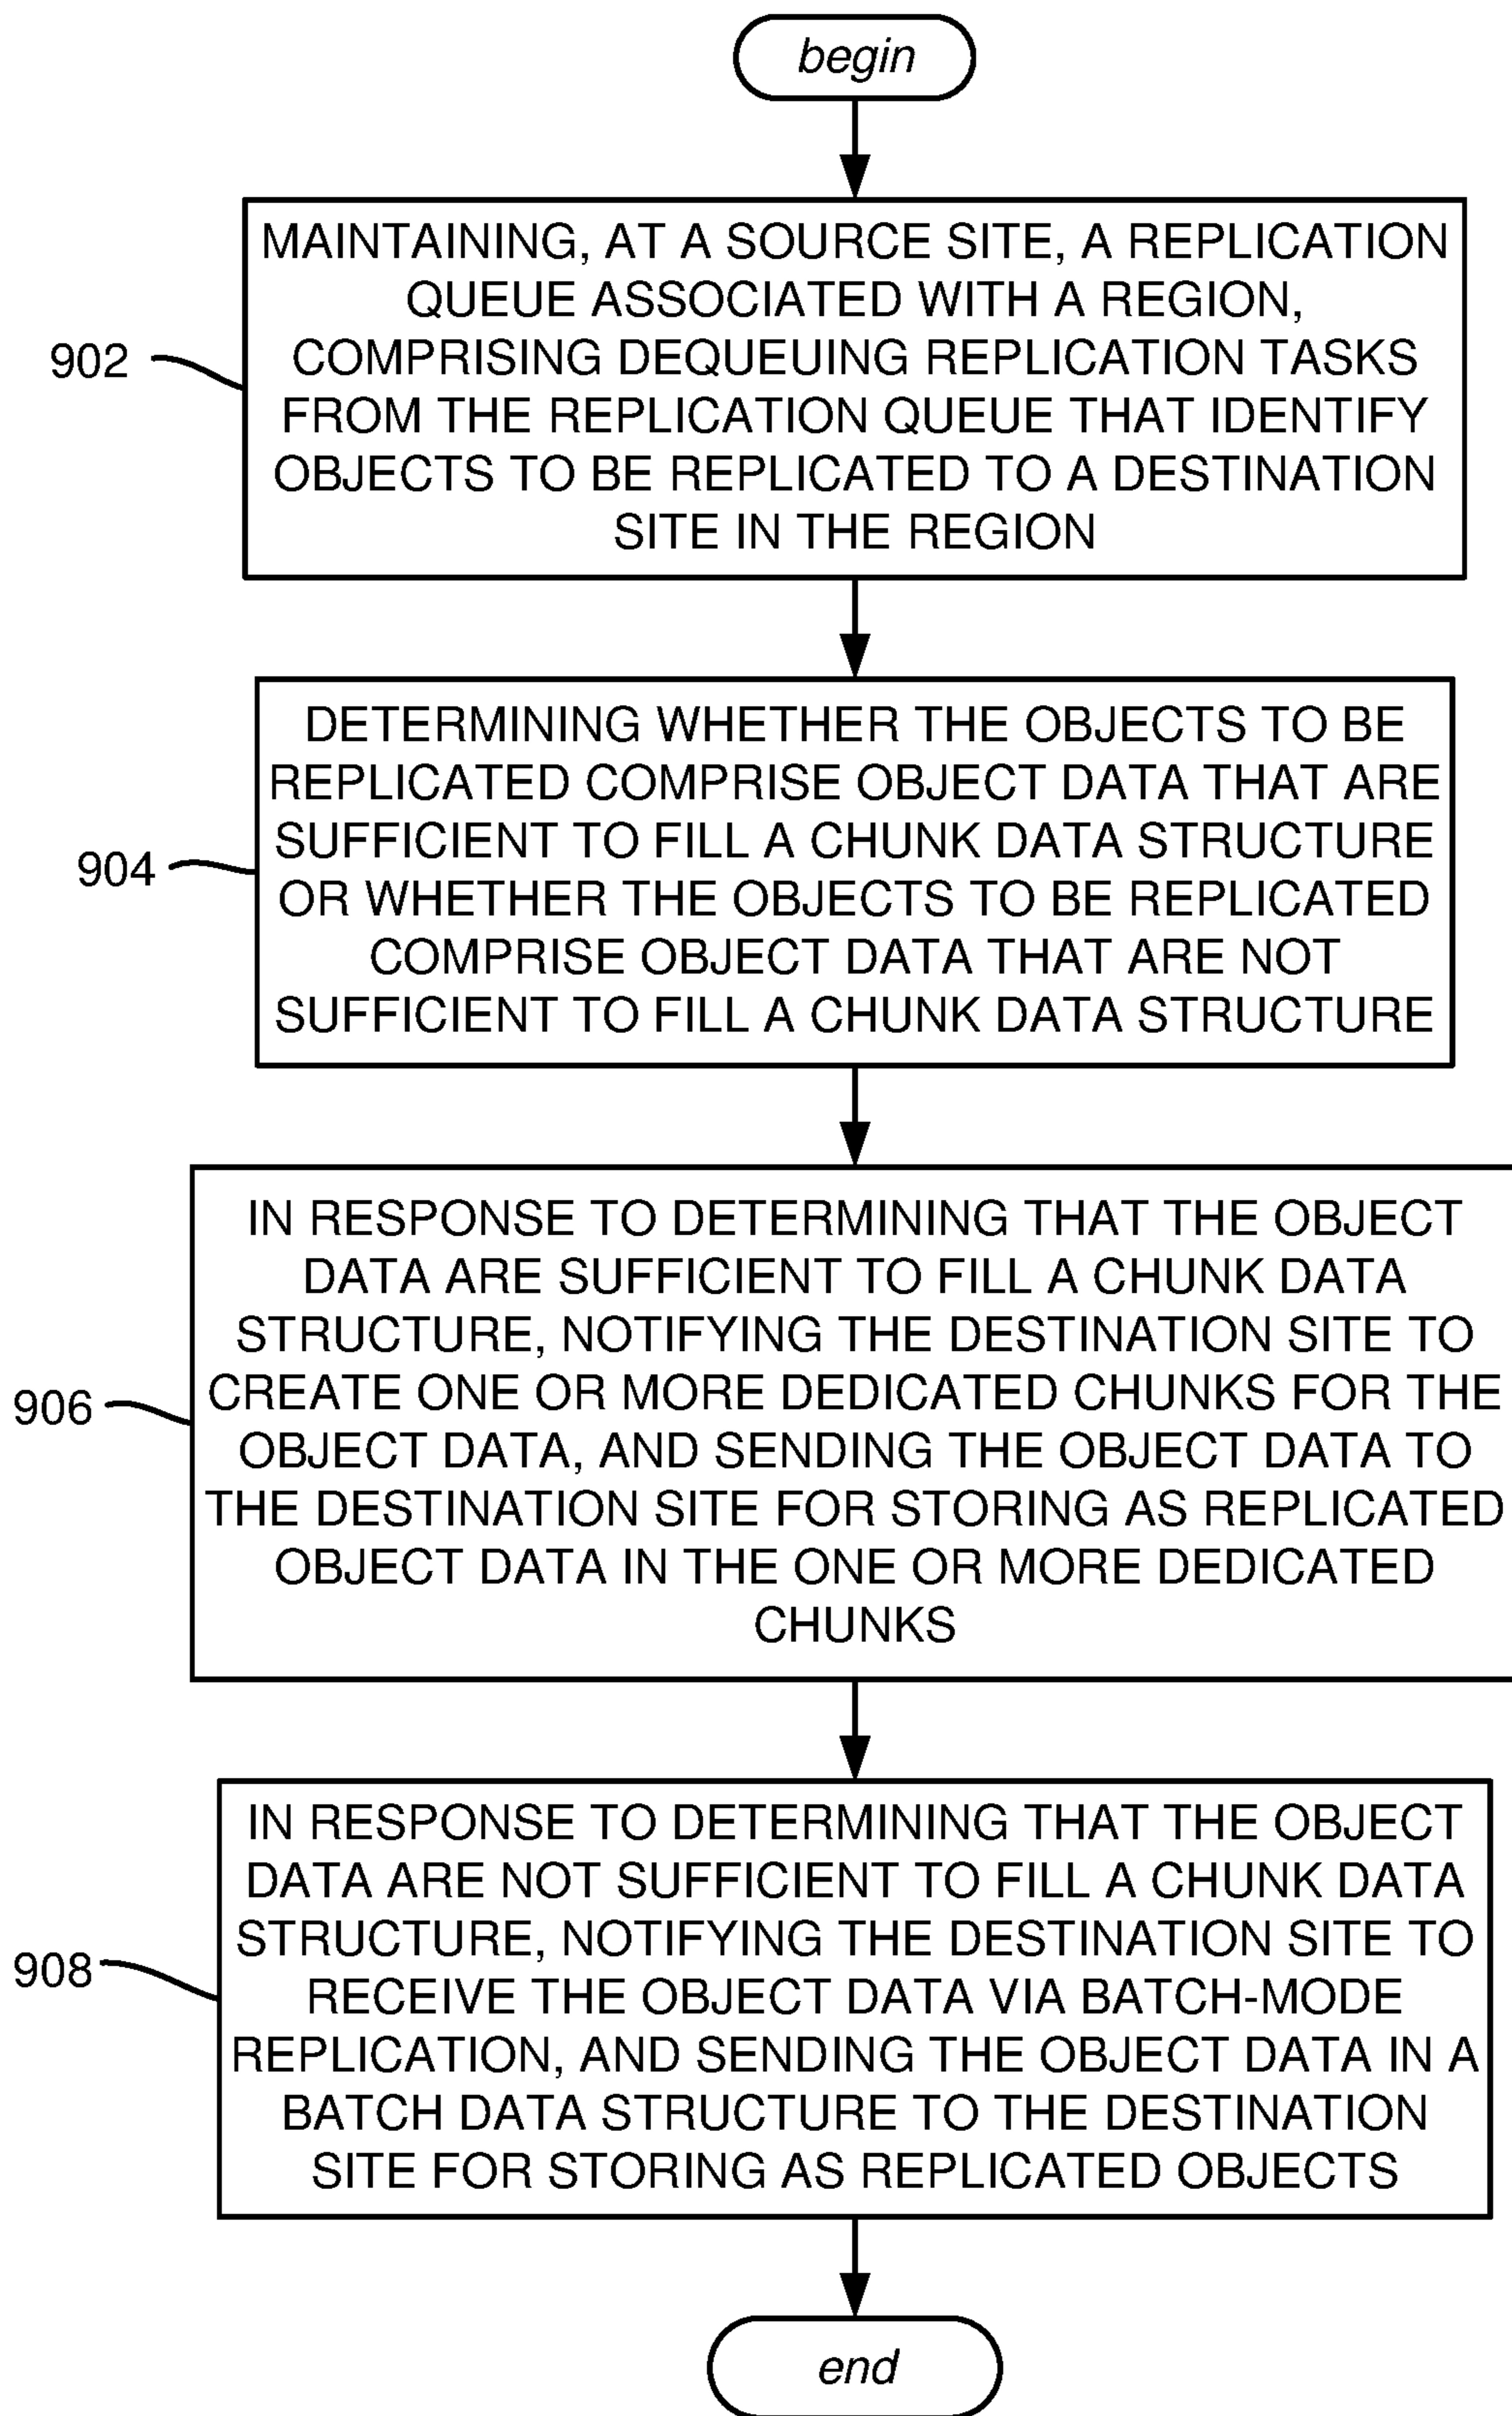 begin
MAINTAINING, AT A SOURCE SITE, A REPLICATION
QUEUE ASSOCIATED WITH A REGION,
COMPRISING DEQUEUING REPLICATION TASKS
FROM THE REPLICATION QUEUE THAT IDENTIFY
OBJECTS TO BE REPLICATED TO A DESTINATION
SITE IN THE REGION
902
DETERMINING WHETHER THE OBJECTS TO BE
REPLICATED COMPRISE OBJECT DATA THAT ARE
SUFFICIENT TO FILL A CHUNK DATA STRUCTURE
OR WHETHER THE OBJECTS TO BE REPLICATED
COMPRISE OBJECT DATA THAT ARE NOT
SUFFICIENT TO FILL A CHUNK DATA STRUCTURE
904
IN RESPONSE TO DETERMINING THAT THE OBJECT
DATA ARE SUFFICIENT TO FILL A CHUNK DATA
STRUCTURE, NOTIFYING THE DESTINATION SITE TO
CREATE ONE OR MORE DEDICATED CHUNKS FOR THE
OBJECT DATA, AND SENDING THE OBJECT DATA TO
THE DESTINATION SITE FOR STORING AS REPLICATED
OBJECT DATA IN THE ONE OR MORE DEDICATED
CHUNKS
906
IN RESPONSE TO DETERMINING THAT THE OBJECT
DATA ARE NOT SUFFICIENT TO FILL A CHUNK DATA
STRUCTURE, NOTIFYING THE DESTINATION SITE TO
RECEIVE THE OBJECT DATA VIA BATCH-MODE
REPLICATION, AND SENDING THE OBJECT DATA IN A
BATCH DATA STRUCTURE TO THE DESTINATION
SITE FOR STORING AS REPLICATED OBJECTS
908
end